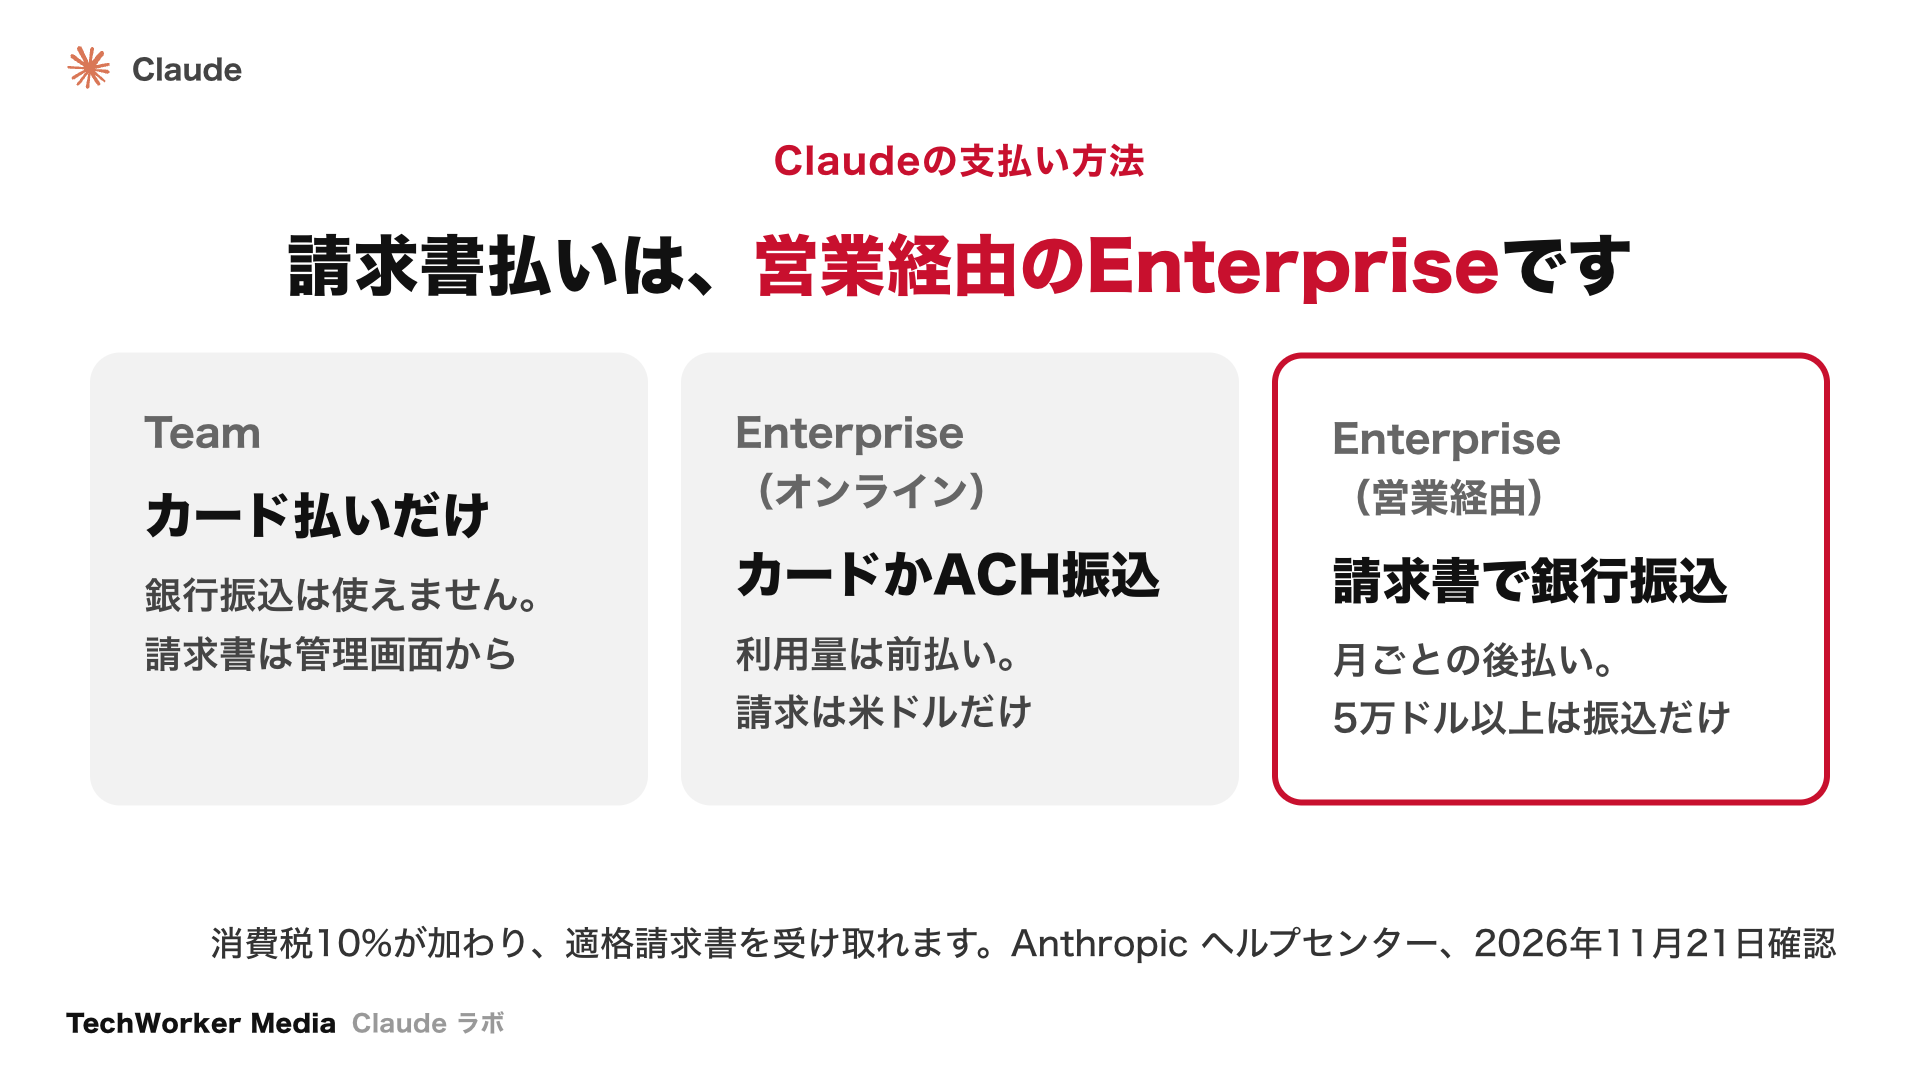 Claude
Claudeの支払い方法
請求書払いは、営業経由のEnterpriseです
Team
カード払いだけ
銀行振込は使えません。
請求書は管理画面から
Enterprise
（オンライン）
カードかACH振込
利用量は前払い。
請求は米ドルだけ
Enterprise
（営業経由）
請求書で銀行振込
月ごとの後払い。
5万ドル以上は振込だけ
消費税10%が加わり、適格請求書を受け取れます。Anthropic ヘルプセンター、2026年11月21日確認
TechWorker Media Claude ラボ